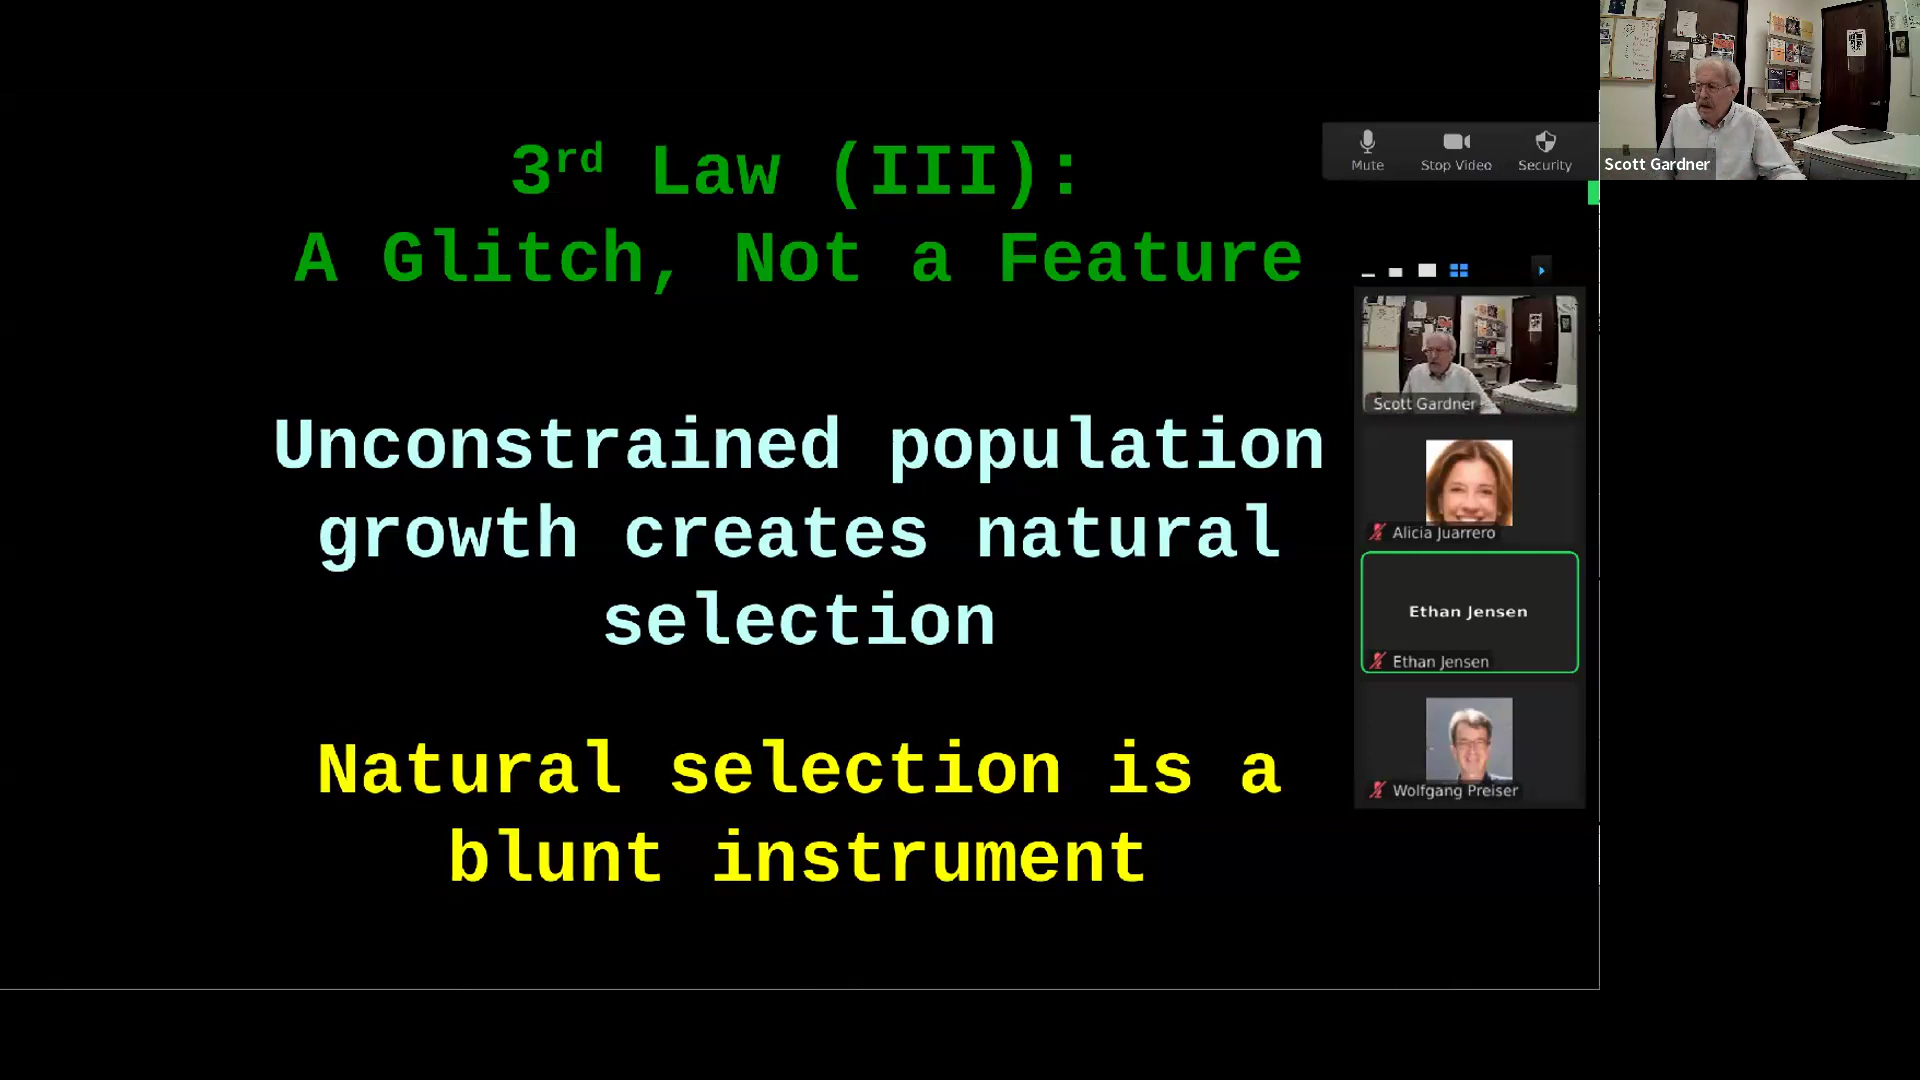 3rd Law (III):
A Glitch, Not a Feature
Unconstrained population
growth creates natural
selection
Natural selection is a
blunt instrument
Mute
Stop Video
Security
Scott Gardner
Scott Gardner
Alicia Juarrero
Ethan Jensen
Ethan Jensen
Wolfgang Preiser